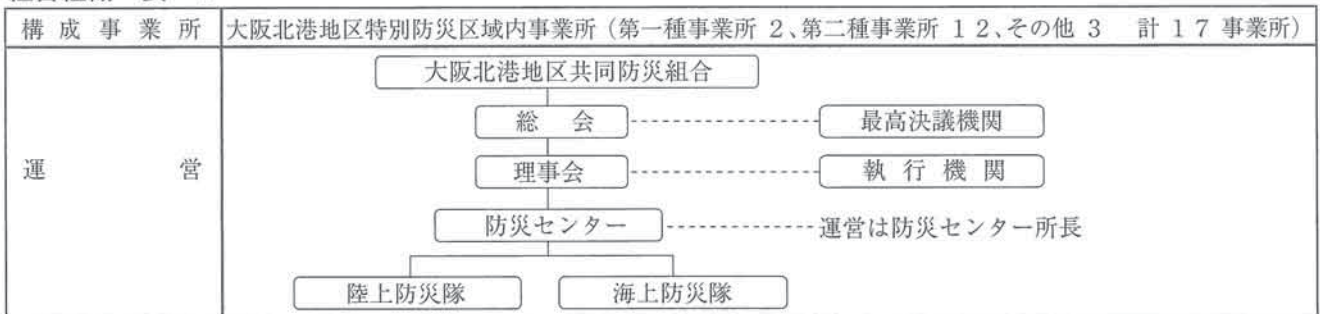 構成事業所 大阪北港地区特別防災区域内事業所（第一種事業所 2、第二種事業所 12、その他 3 計 17 事業所）
大阪北港地区共同防災組合
総会 最高決議機関
運営 理事会 執行機関
防災センター 運営は防災センター所長
陸上防災隊 海上防災隊